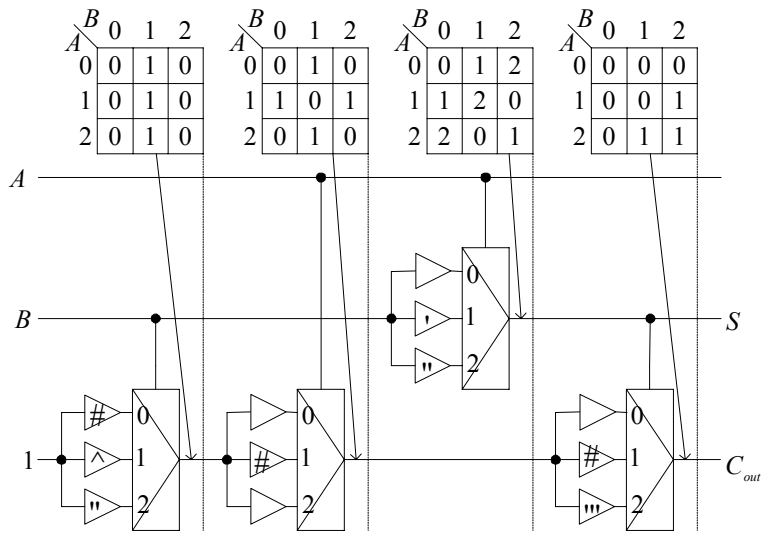 B 0 1 2 B 0 1 2 B 0 1 2 B 0 1 2
A A A A
0 0 1 0 0 0 1 0 0 0 1 2 0 0 0 0
1 0 1 0 1 1 0 1 1 1 2 0 1 0 0 1
2 0 1 0 2 0 1 0 2 2 0 1 2 0 1 1
A
0
B ' 1 S
" 2
# 0 0 0
1 ^ 1 # 1 # 1 C_out
" 2 2 ''' 2